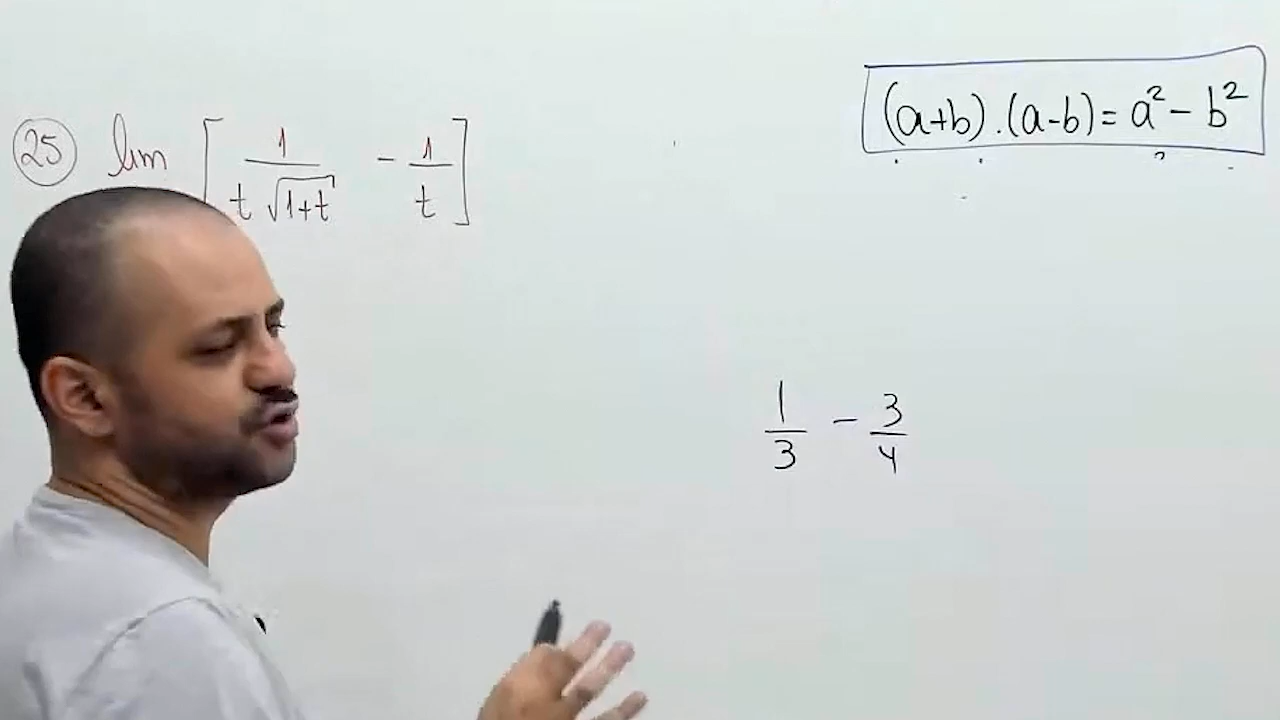 (a+b).(a-b)=a²-b²
25 lim [ 1/(t √(1+t)) - 1/t ]
1/3 - 3/4